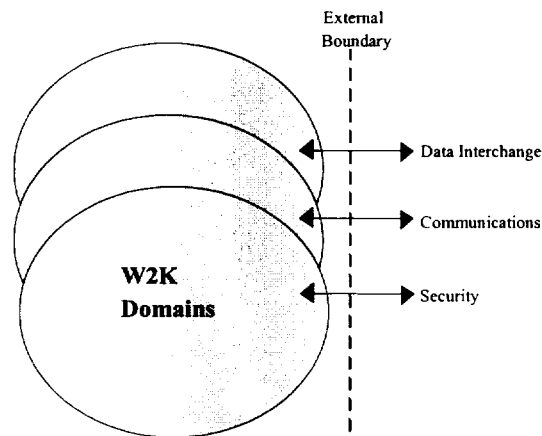 External
Boundary
Data Interchange
Communications
W2K
Domains
Security